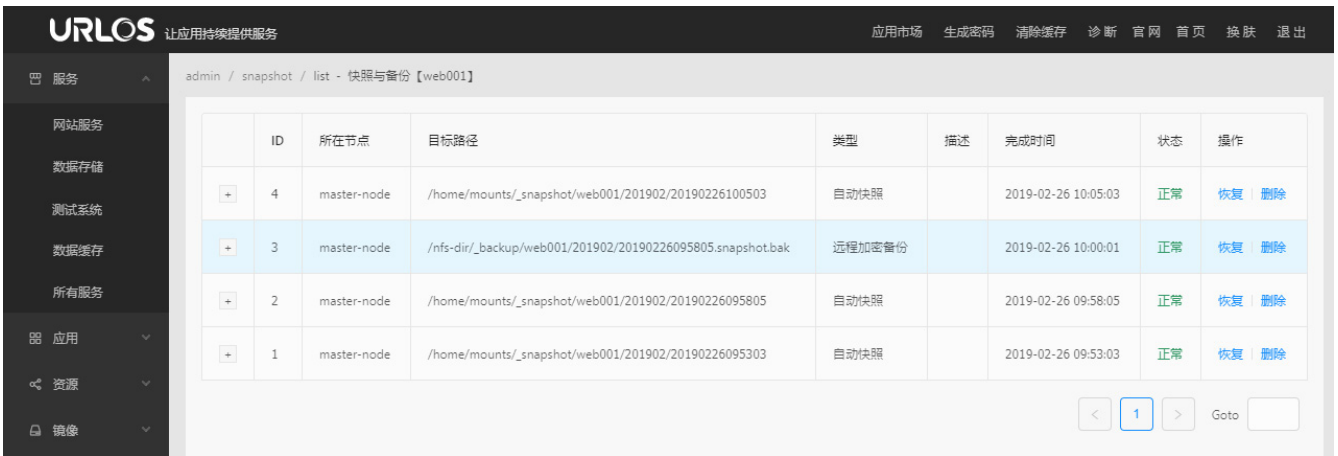 URLOS 让应用持续提供服务 应用市场 生成密码 清除缓存 诊断 官网 首页 换肤 退出
服务
admin / snapshot / list - 快照与备份【web001】
网站服务
数据存储
测试系统
数据缓存
所有服务
应用
资源
镜像
ID 所在节点 目标路径 类型 描述 完成时间 状态 操作
+ 4 master-node /home/mounts/_snapshot/web001/201902/20190226100503 自动快照 2019-02-26 10:05:03 正常 恢复 删除
+ 3 master-node /nfs-dir/_backup/web001/201902/20190226095805.snapshot.bak 远程加密备份 2019-02-26 10:00:01 正常 恢复 删除
+ 2 master-node /home/mounts/_snapshot/web001/201902/20190226095805 自动快照 2019-02-26 09:58:05 正常 恢复 删除
+ 1 master-node /home/mounts/_snapshot/web001/201902/20190226095303 自动快照 2019-02-26 09:53:03 正常 恢复 删除
< 1 > Goto